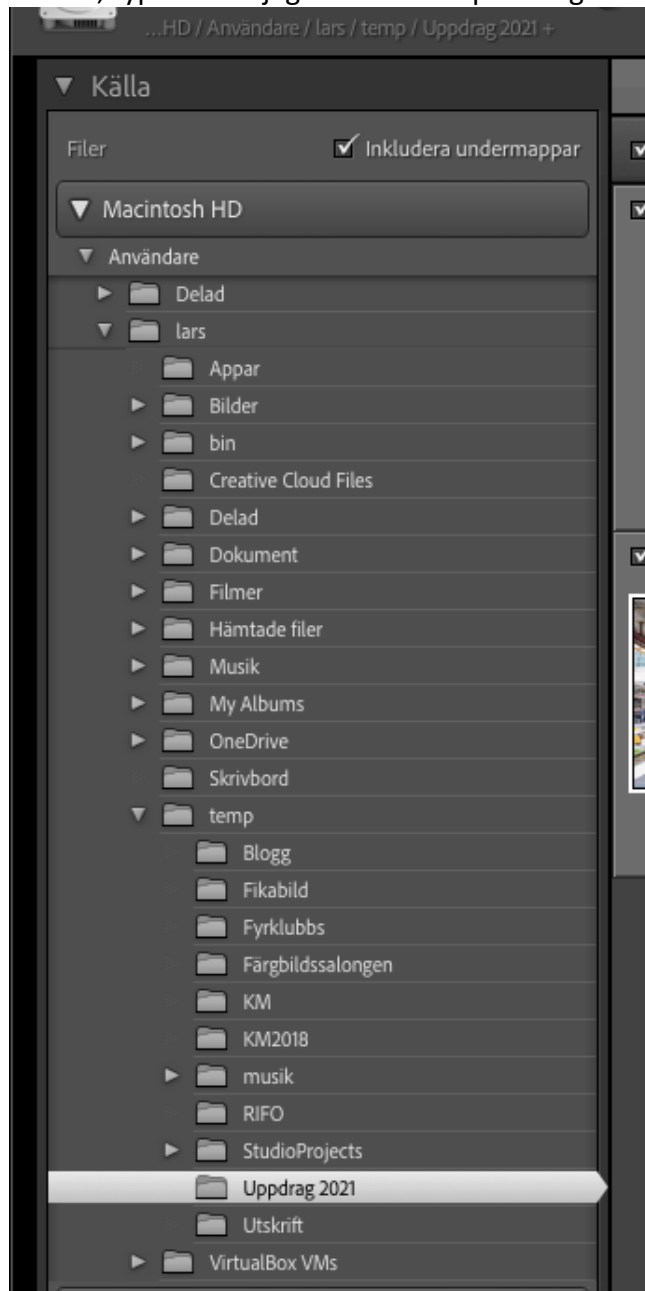 ...HD / Användare / lars / temp / Uppdrag 2021 +
Källa
Filer Inkludera undermappar
Macintosh HD
Användare
Delad
lars
Appar
Bilder
bin
Creative Cloud Files
Delad
Dokument
Filmer
Hämtade filer
Musik
My Albums
OneDrive
Skrivbord
temp
Blogg
Fikabild
Fyrklubbs
Färgbildssalongen
KM
KM2018
musik
RIFO
StudioProjects
Uppdrag 2021
Utskrift
VirtualBox VMs